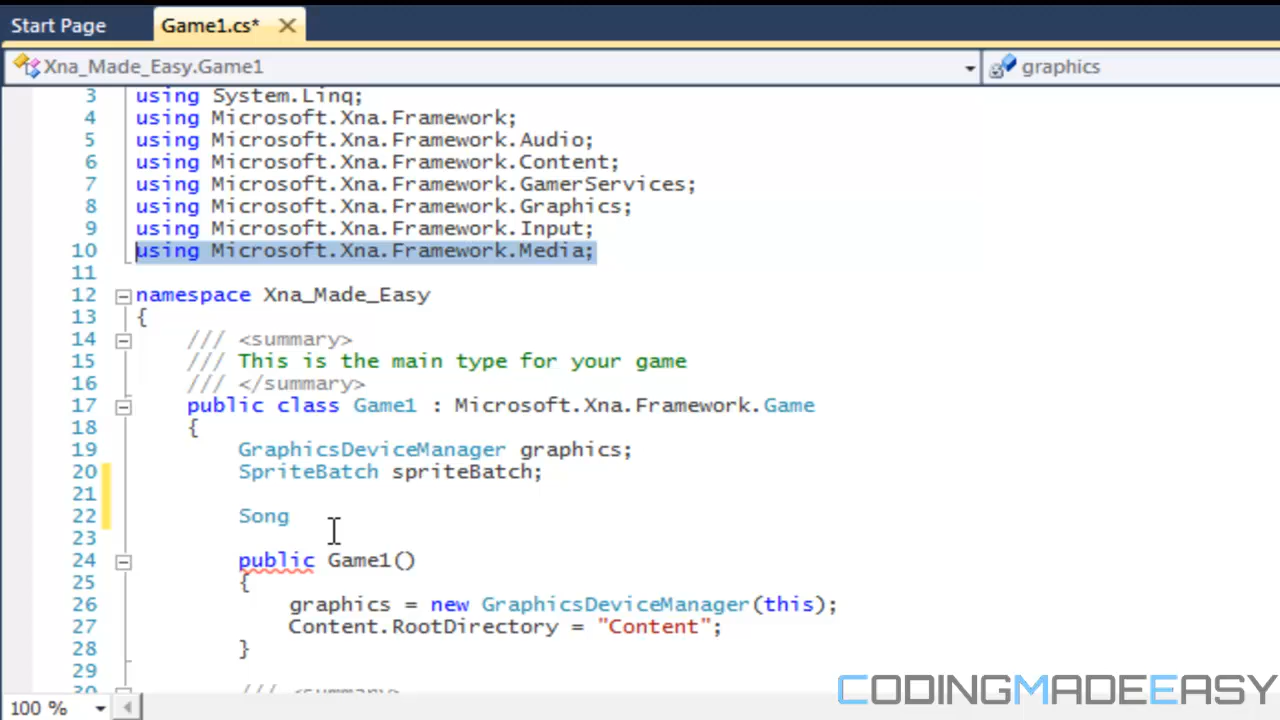 Start Page Game1.cs*
Xna_Made_Easy.Game1 graphics
3 using System.Linq;
4 using Microsoft.Xna.Framework;
5 using Microsoft.Xna.Framework.Audio;
6 using Microsoft.Xna.Framework.Content;
7 using Microsoft.Xna.Framework.GamerServices;
8 using Microsoft.Xna.Framework.Graphics;
9 using Microsoft.Xna.Framework.Input;
10 using Microsoft.Xna.Framework.Media;
11
12 namespace Xna_Made_Easy
13 {
14 /// <summary>
15 /// This is the main type for your game
16 /// </summary>
17 public class Game1 : Microsoft.Xna.Framework.Game
18 {
19 GraphicsDeviceManager graphics;
20 SpriteBatch spriteBatch;
21
22 Song
23
24 public Game1()
25 {
26 graphics = new GraphicsDeviceManager(this);
27 Content.RootDirectory = "Content";
28 }
29
30 /// <summary>
100 %
CODINGMADEEASY